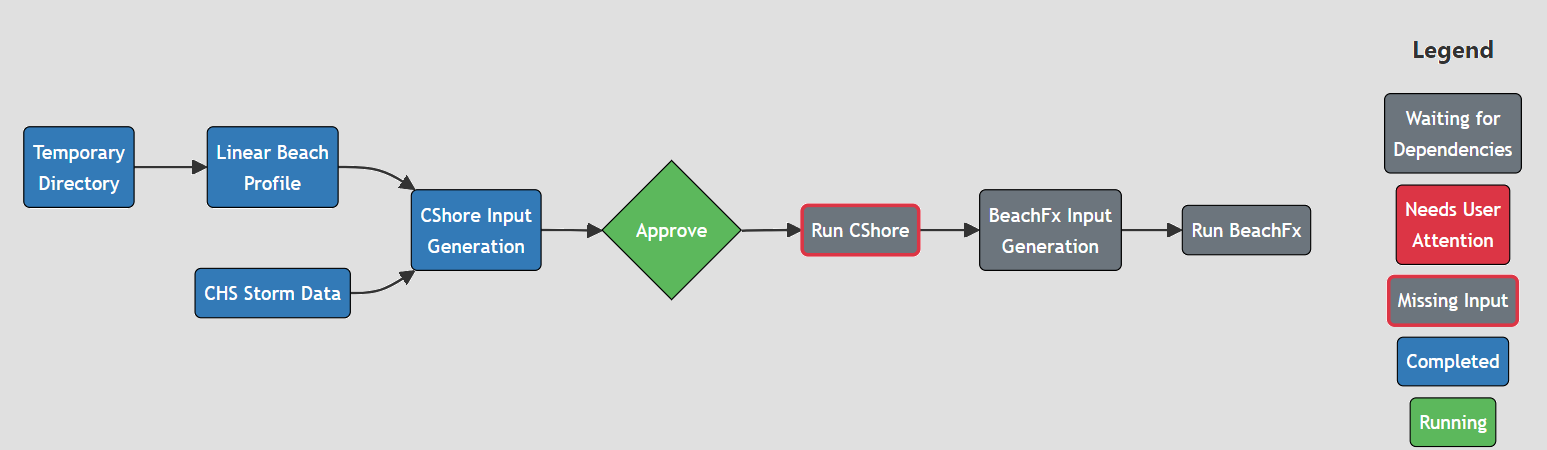 Temporary
Directory
Linear Beach
Profile
CHS Storm Data
CShore Input
Generation
Approve
Run CShore
BeachFx Input
Generation
Run BeachFx
Legend
Waiting for
Dependencies
Needs User
Attention
Missing Input
Completed
Running